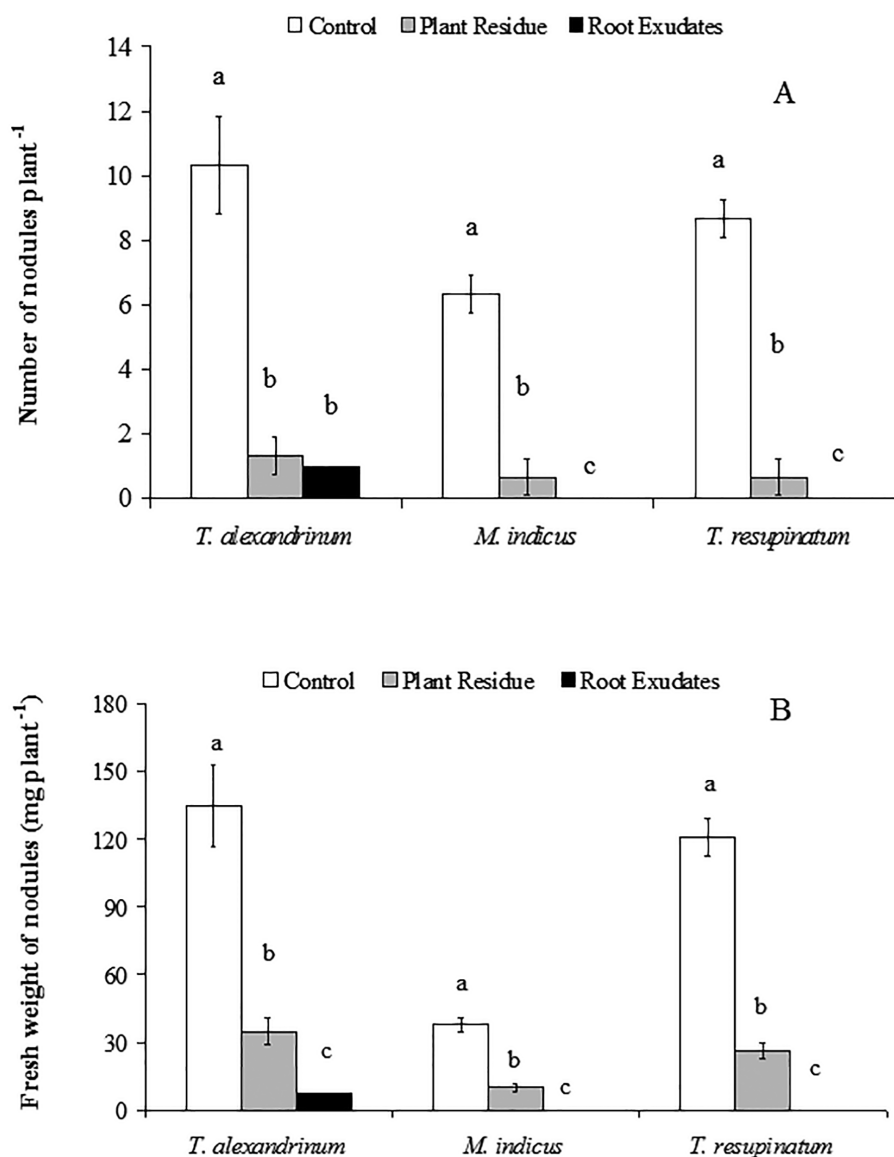 Control Plant Residue Root Exudates
14
12
10
8
6
4
2
0
Number of nodules plant⁻¹
A
a
b
b
a
b
c
a
b
c
T. alexandrinum M. indicus T. resupinatum
Control Plant Residue Root Exudates
180
150
120
90
60
30
0
Fresh weight of nodules (mg plant⁻¹)
B
a
b
c
a
b
c
a
b
c
T. alexandrinum M. indicus T. resupinatum